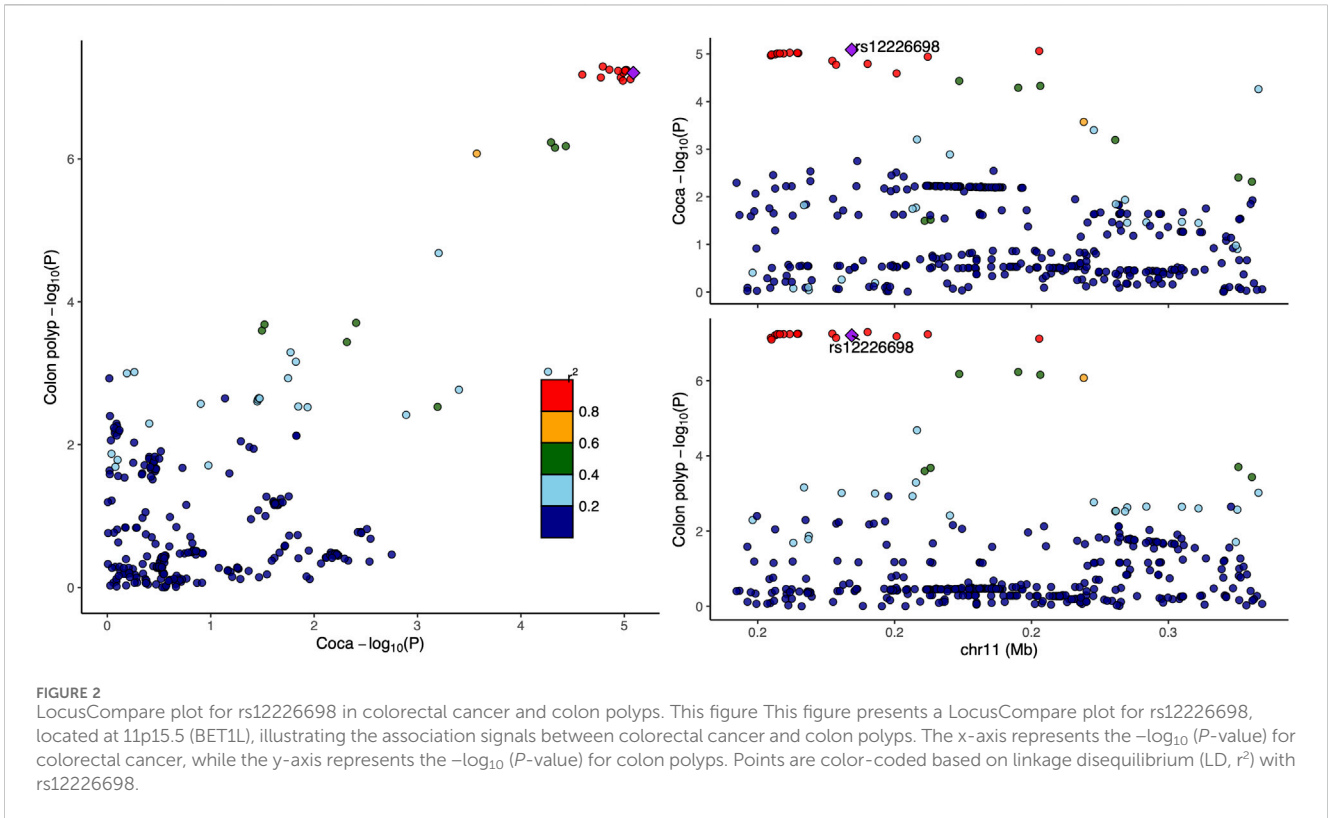 6
4
2
0
Colon polyp −log10(P)
0
1
2
3
4
5
Coca −log10(P)
r²
0.8
0.6
0.4
0.2
rs12226698
5
4
3
2
1
0
Coca −log10(P)
rs12226698
6
4
2
0
Colon polyp −log10(P)
0.2
0.2
0.2
0.3
chr11 (Mb)
FIGURE 2
LocusCompare plot for rs12226698 in colorectal cancer and colon polyps. This figure This figure presents a LocusCompare plot for rs12226698,
located at 11p15.5 (BET1L), illustrating the association signals between colorectal cancer and colon polyps. The x-axis represents the −log10 (P-value) for
colorectal cancer, while the y-axis represents the −log10 (P-value) for colon polyps. Points are color-coded based on linkage disequilibrium (LD, r²) with
rs12226698.